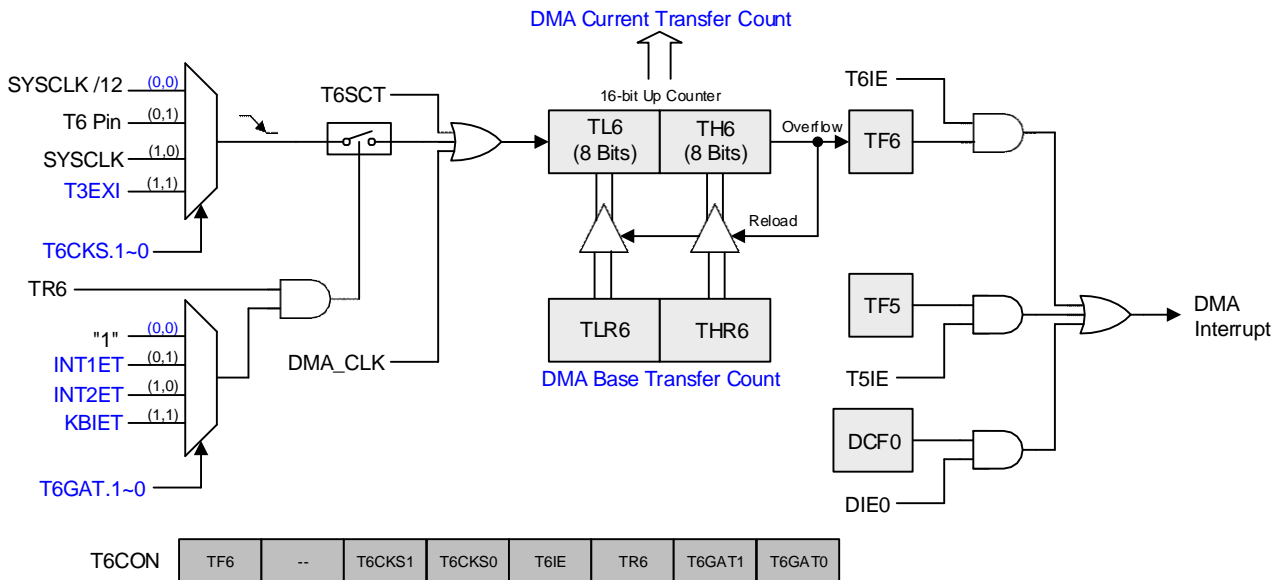 DMA Current Transfer Count
SYSCLK /12 (0,0)
T6 Pin (0,1)
SYSCLK (1,0)
T3EXI (1,1)
T6CKS.1~0
T6SCT
16-bit Up Counter
TL6
(8 Bits)
TH6
(8 Bits)
Overflow
TF6
T6IE
Reload
TR6
"1" (0,0)
INT1ET (0,1)
INT2ET (1,0)
KBIET (1,1)
T6GAT.1~0
DMA_CLK
TLR6
THR6
DMA Base Transfer Count
TF5
T5IE
DMA
Interrupt
DCF0
DIE0
T6CON TF6 -- T6CKS1 T6CKS0 T6IE TR6 T6GAT1 T6GAT0